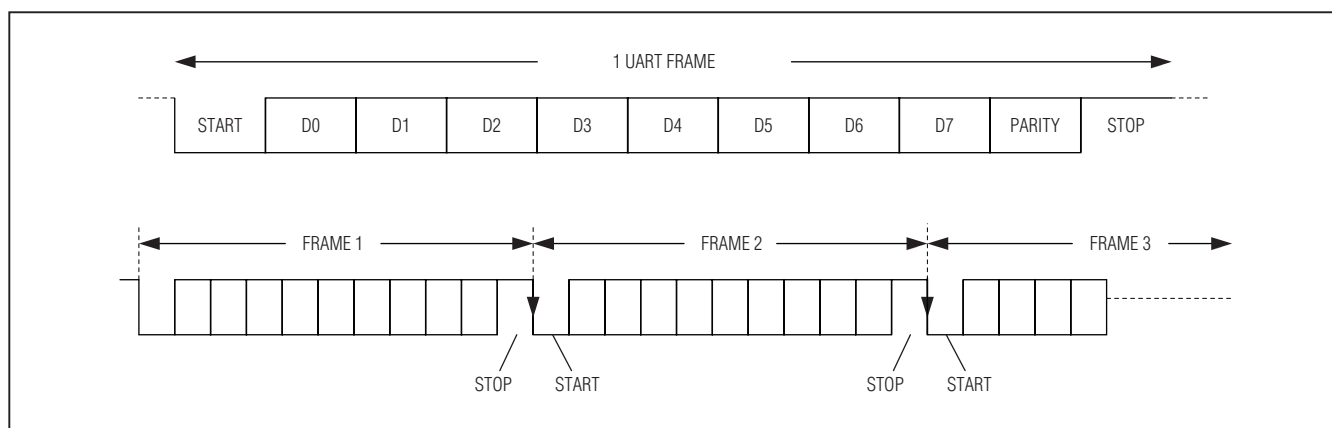 1 UART FRAME
START D0 D1 D2 D3 D4 D5 D6 D7 PARITY STOP
FRAME 1 FRAME 2 FRAME 3
STOP START STOP START